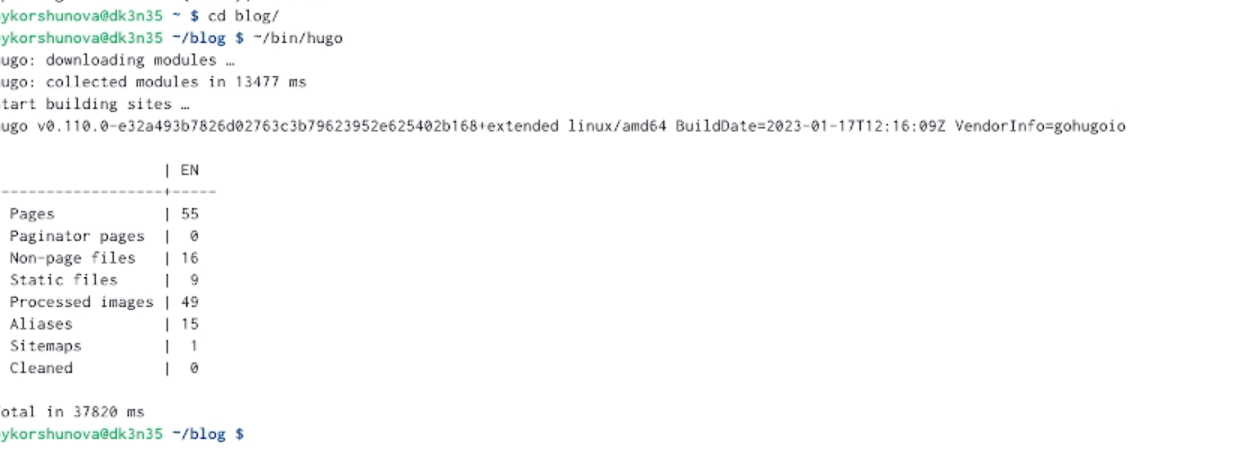 ykorshunova@dk3n35 ~ $ cd blog/
ykorshunova@dk3n35 ~/blog $ ~/bin/hugo
ugo: downloading modules …
ugo: collected modules in 13477 ms
tart building sites …
ugo v0.110.0-e32a493b7826d02763c3b79623952e625402b168+extended linux/amd64 BuildDate=2023-01-17T12:16:09Z VendorInfo=gohugoio
| EN
-------------------+-----
Pages | 55
Paginator pages | 0
Non-page files | 16
Static files | 9
Processed images | 49
Aliases | 15
Sitemaps | 1
Cleaned | 0
otal in 37820 ms
ykorshunova@dk3n35 ~/blog $